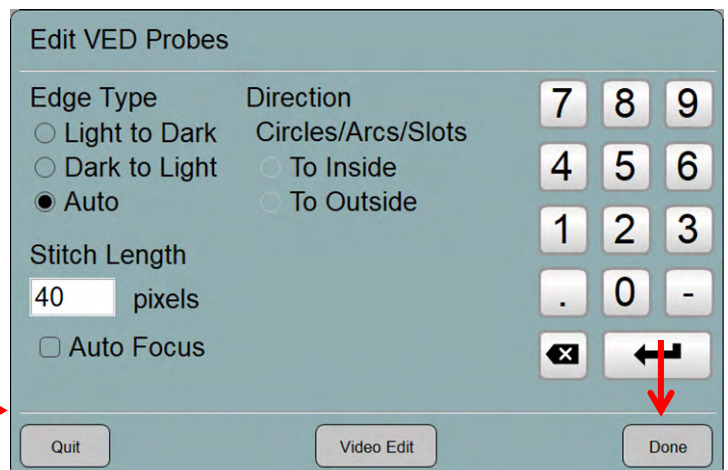 Edit VED Probes
Edge Type
Light to Dark
Dark to Light
Auto
Stitch Length
40 pixels
Auto Focus
Direction
Circles/Arcs/Slots
To Inside
To Outside
7 8 9
4 5 6
1 2 3
. 0 -
Quit Video Edit Done